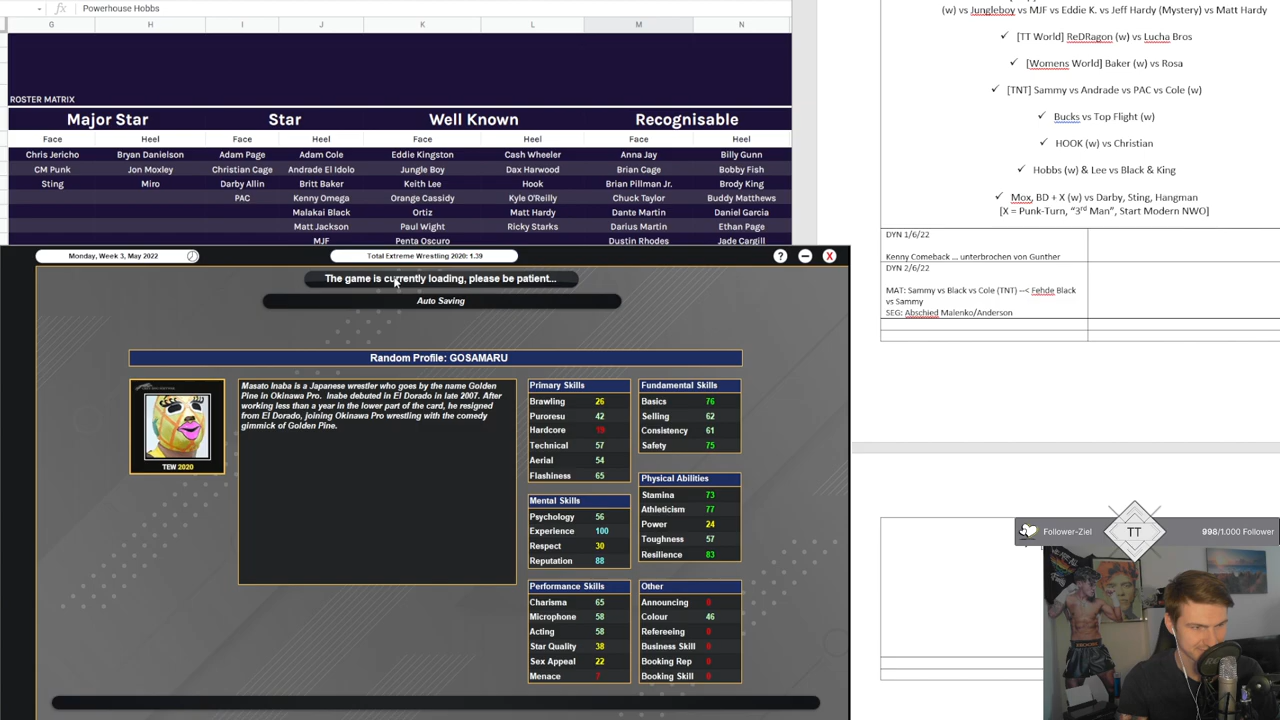 fx Powerhouse Hobbs
G H I J K L M N
ROSTER MATRIX
Major Star Star Well Known Recognisable
Face Heel Face Heel Face Heel Face Heel
Chris Jericho Bryan Danielson Adam Page Adam Cole Eddie Kingston Cash Wheeler Anna Jay Billy Gunn
CM Punk Jon Moxley Christian Cage Andrade El Idolo Jungle Boy Dax Harwood Brian Cage Bobby Fish
Sting Miro Darby Allin Britt Baker Keith Lee Hook Brian Pillman Jr. Brody King
PAC Kenny Omega Orange Cassidy Kyle O'Reilly Chuck Taylor Buddy Matthews
Malakai Black Ortiz Matt Hardy Dante Martin Daniel Garcia
Matt Jackson Paul Wight Ricky Starks Darius Martin Ethan Page
MJF Penta Oscuro Dustin Rhodes Jade Cargill
Monday, Week 3, May 2022 Total Extreme Wrestling 2020: 1.39 ? X
The game is currently loading, please be patient...
Auto Saving
Random Profile: GOSAMARU
TEW 2020
Masato Inaba is a Japanese wrestler who goes by the name Golden
Pine in Okinawa Pro. Inabe debuted in El Dorado in late 2007. After
working less than a year in the lower part of the card, he resigned
from El Dorado, joining Okinawa Pro wrestling with the comedy
gimmick of Golden Pine.
Primary Skills
Brawling 26
Puroresu 42
Hardcore 19
Technical 57
Aerial 54
Flashiness 65
Mental Skills
Psychology 56
Experience 100
Respect 30
Reputation 88
Performance Skills
Charisma 65
Microphone 58
Acting 58
Star Quality 38
Sex Appeal 22
Menace 7
Fundamental Skills
Basics 76
Selling 62
Consistency 61
Safety 75
Physical Abilities
Stamina 73
Athleticism 77
Power 24
Toughness 57
Resilience 83
Other
Announcing 0
Colour 46
Refereeing 0
Business Skill 0
Booking Rep 0
Booking Skill 0
(w) vs Jungleboy vs MJF vs Eddie K. vs Jeff Hardy (Mystery) vs Matt Hardy
✓ [TT World] ReDRagon (w) vs Lucha Bros
✓ [Womens World] Baker (w) vs Rosa
✓ [TNT] Sammy vs Andrade vs PAC vs Cole (w)
✓ Bucks vs Top Flight (w)
✓ HOOK (w) vs Christian
✓ Hobbs (w) & Lee vs Black & King
✓ Mox, BD + X (w) vs Darby, Sting, Hangman
[X = Punk-Turn, “3rd Man”, Start Modern NWO]
DYN 1/6/22
Kenny Comeback ... unterbrochen von Gunther
DYN 2/6/22
MAT: Sammy vs Black vs Cole (TNT) --< Fehde Black
vs Sammy
SEG: Abschied Malenko/Anderson
Follower-Ziel TT 998/1.000 Follower